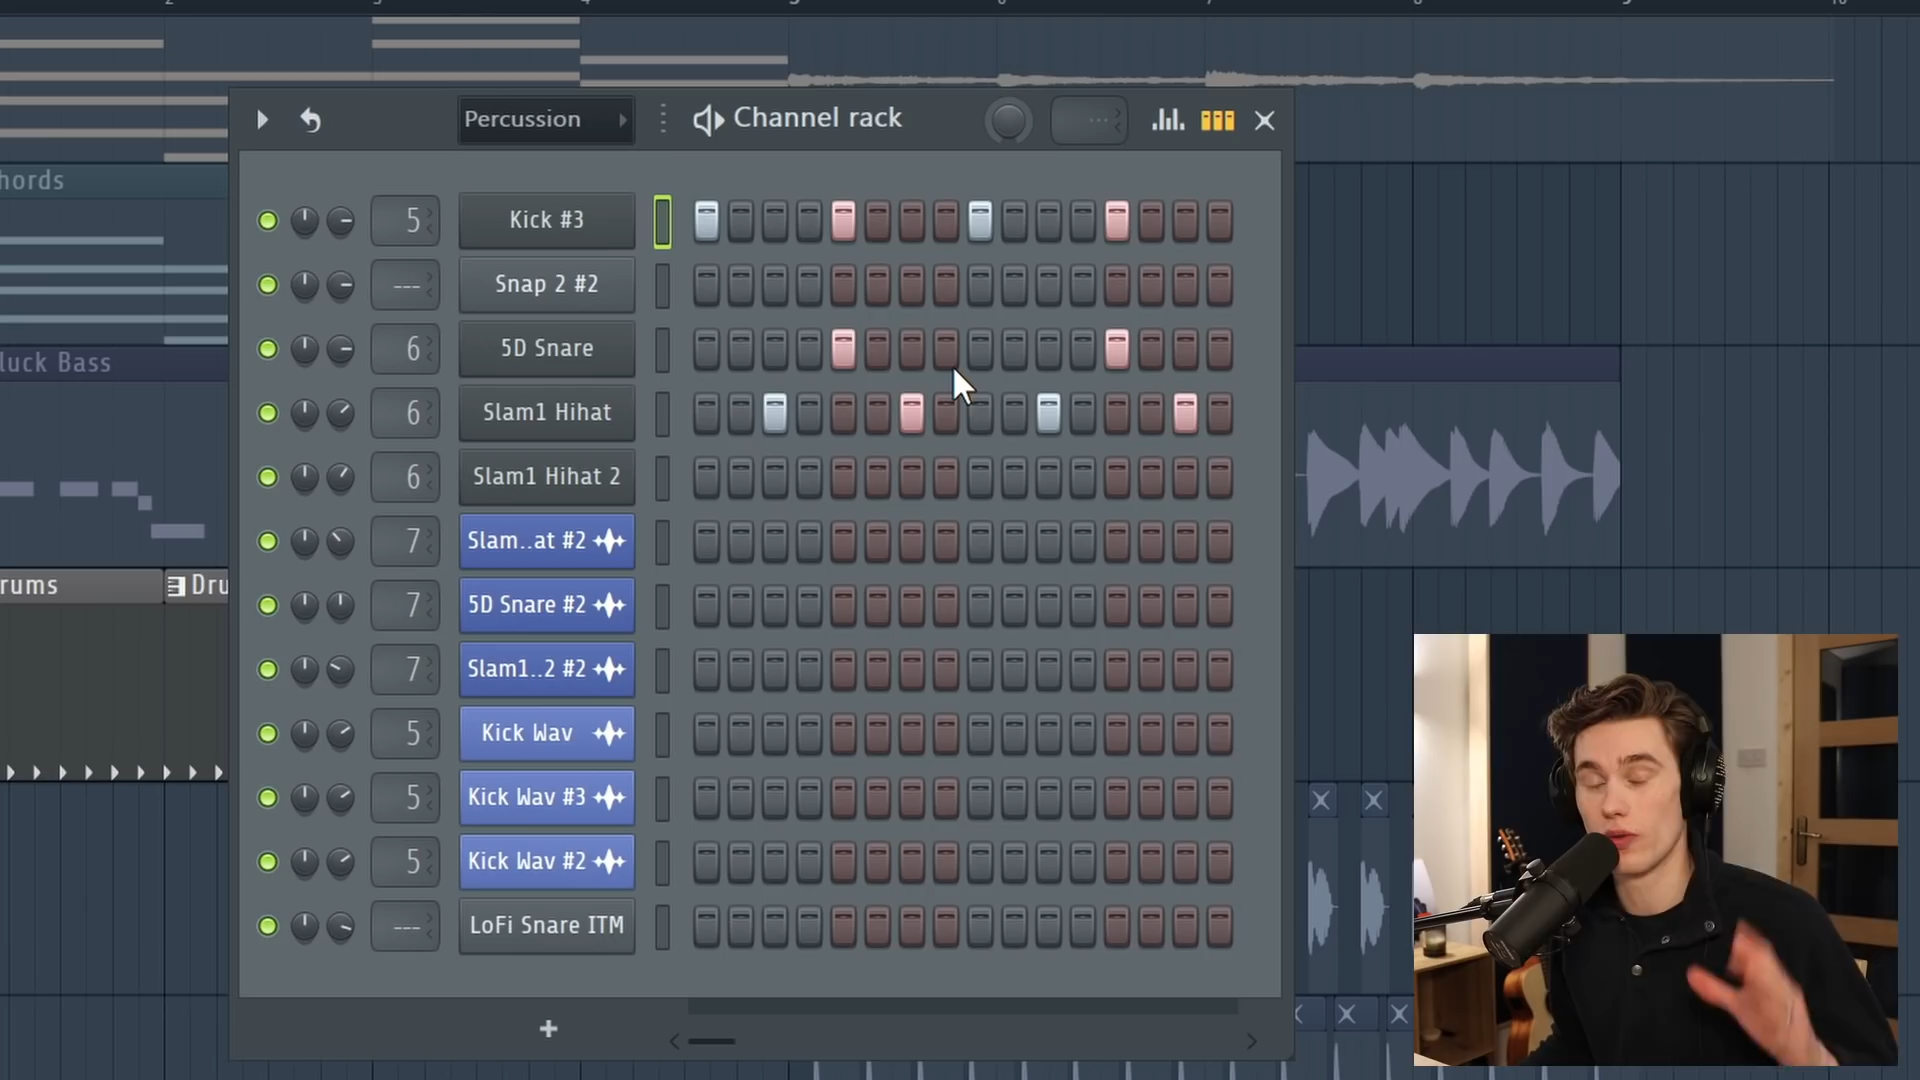 Percussion
Channel rack
hords
5
Kick #3
---
Snap 2 #2
6
5D Snare
luck Bass
6
Slam1 Hihat
6
Slam1 Hihat 2
7
Slam..at #2
rums
Dru
7
5D Snare #2
7
Slam1..2 #2
5
Kick Wav
5
Kick Wav #3
5
Kick Wav #2
---
LoFi Snare ITM